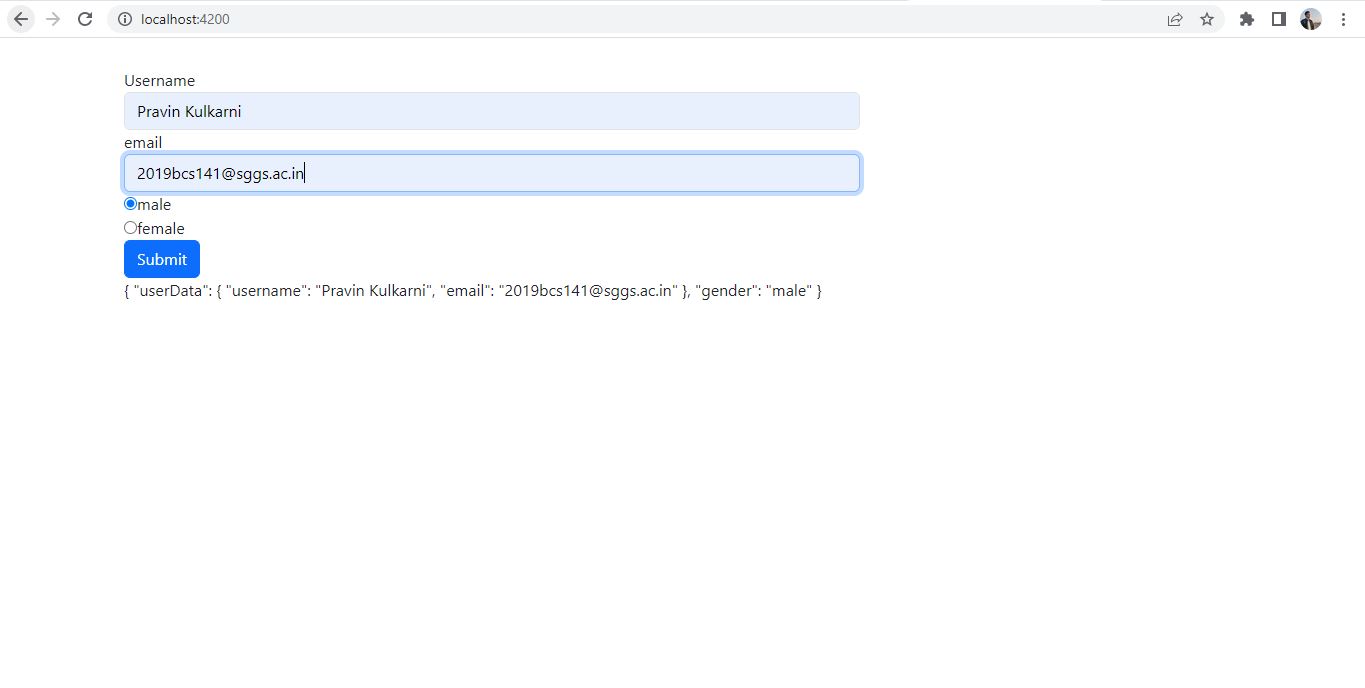 localhost:4200
Username
Pravin Kulkarni
email
2019bcs141@sggs.ac.in
male
female
Submit
{ "userData": { "username": "Pravin Kulkarni", "email": "2019bcs141@sggs.ac.in" }, "gender": "male" }